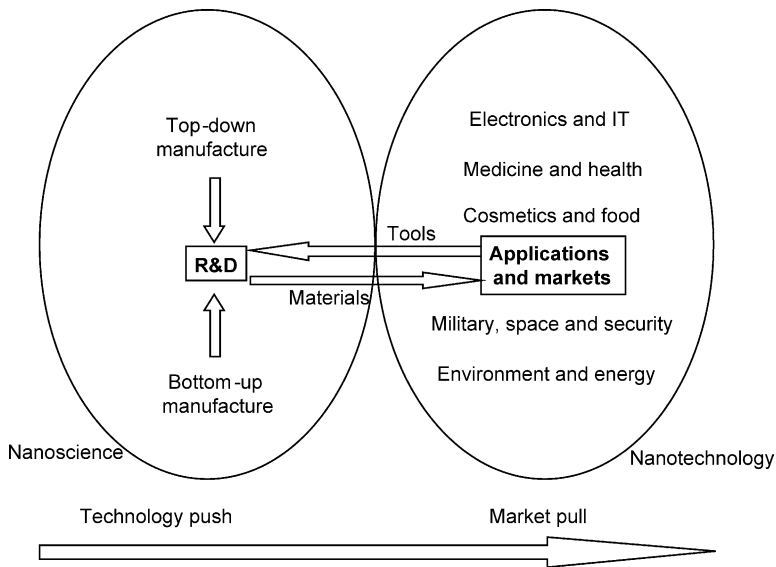 Electronics and IT
Top-down
manufacture
Medicine and health
Cosmetics and food
Tools
R&D
Applications
and markets
Materials
Military, space and security
Bottom-up
manufacture
Environment and energy
Nanoscience
Nanotechnology
Technology push
Market pull